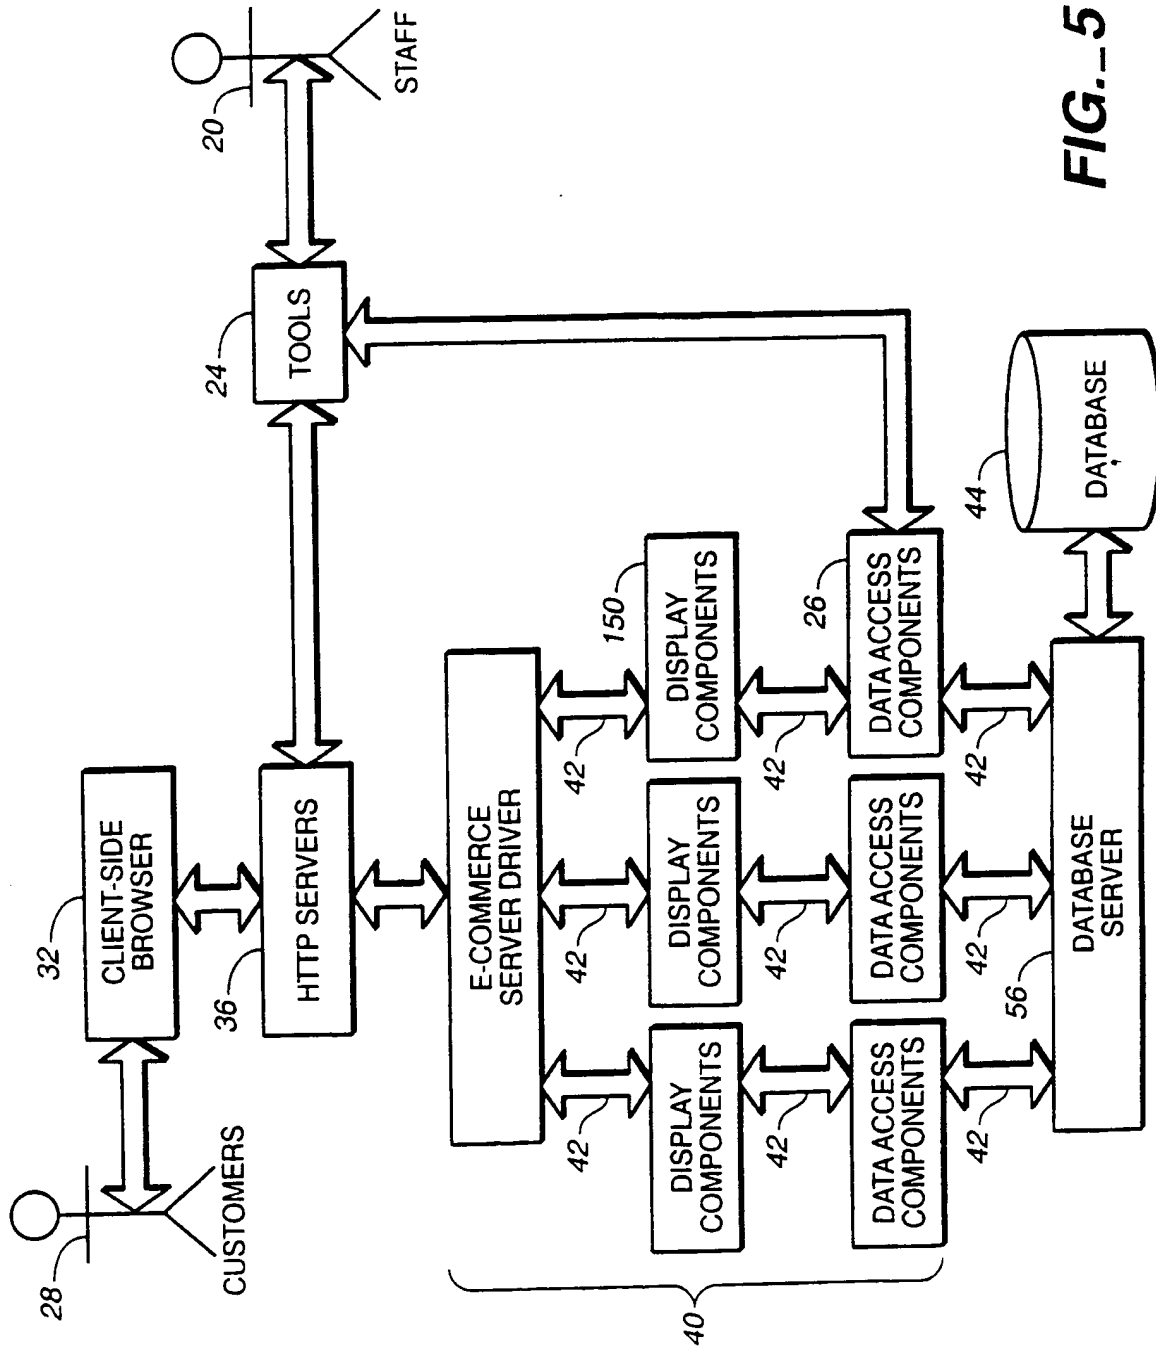 28
CUSTOMERS
32
CLIENT-SIDE
BROWSER
36
HTTP SERVERS
24
TOOLS
20
STAFF
40
E-COMMERCE
SERVER DRIVER
42
42
42
DISPLAY
COMPONENTS
DISPLAY
COMPONENTS
150
DISPLAY
COMPONENTS
42
42
42
DATA ACCESS
COMPONENTS
DATA ACCESS
COMPONENTS
26
DATA ACCESS
COMPONENTS
42
42
42
56
DATABASE
SERVER
44
DATABASE
FIG._5